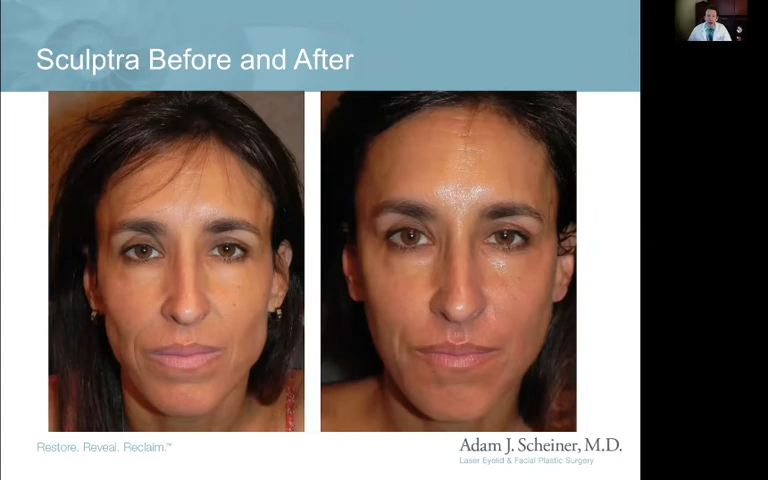 Sculptra Before and After
Restore. Reveal. Reclaim.™
Adam J. Scheiner, M.D.
Laser Eyelid & Facial Plastic Surgery